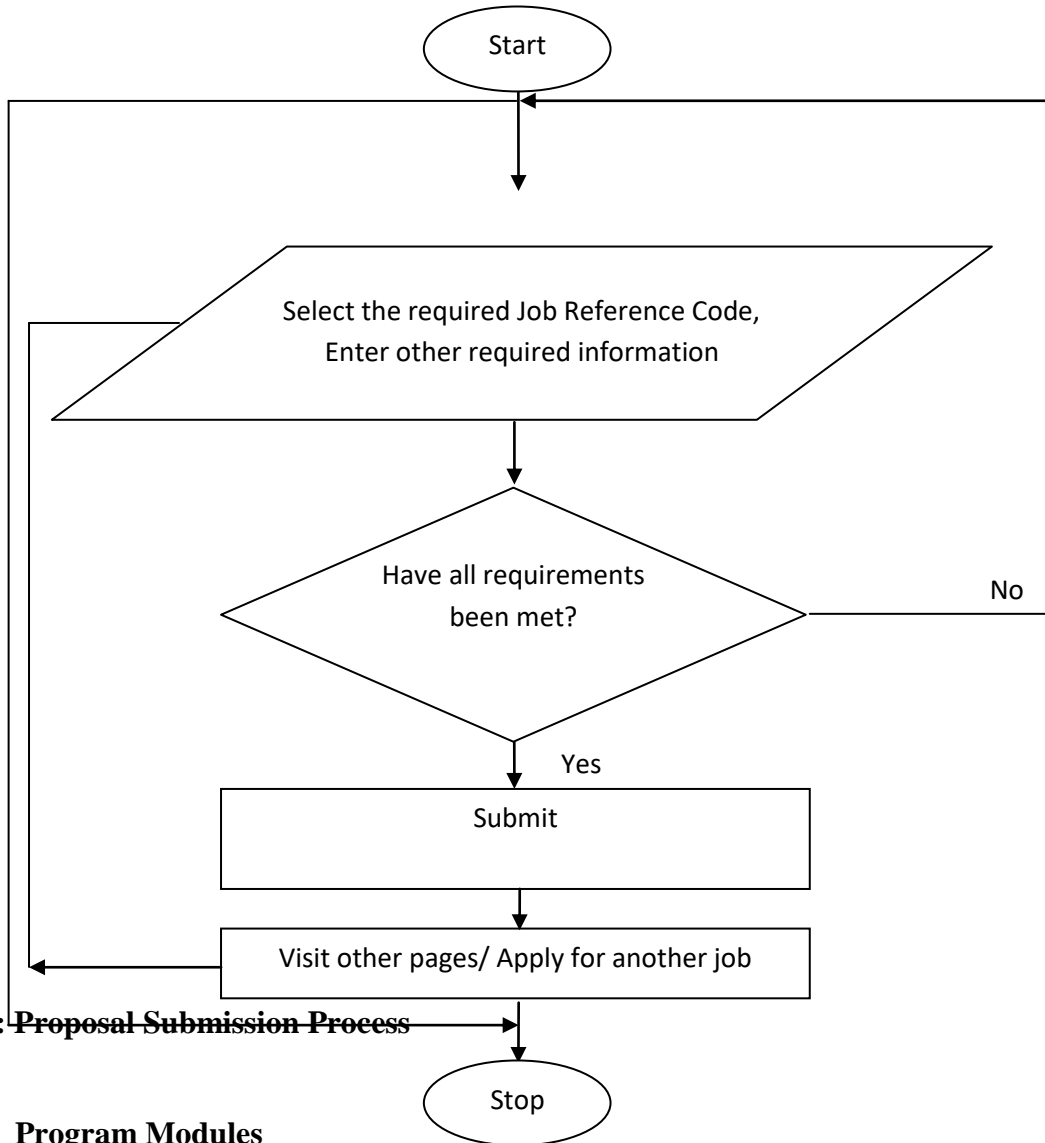 Start
Select the required Job Reference Code,
Enter other required information
Have all requirements
been met?
No
Yes
Submit
Visit other pages/ Apply for another job
: Proposal Submission Process
Stop
Program Modules